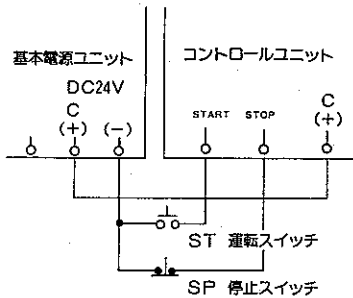 基本電源ユニット
DC24V
C
(+)
(-)
コントロールユニット
START
STOP
C
(+)
ST 運転スイッチ
SP 停止スイッチ